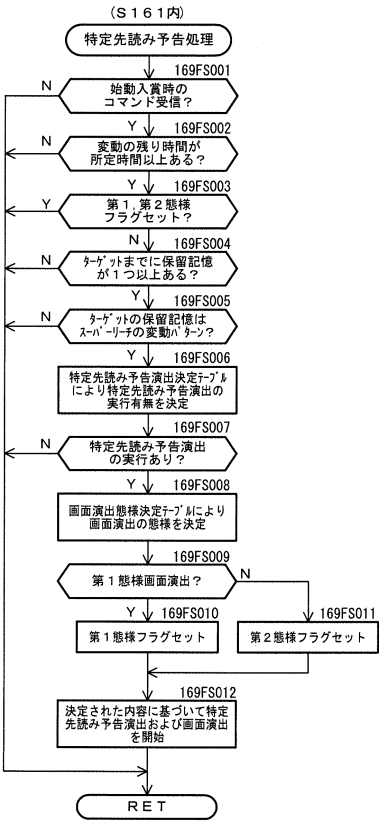 (S161内)
特定先読み予告処理
169FS001
N
始動入賞時の
コマンド受信？
Y
169FS002
N
変動の残り時間が
所定時間以上ある？
Y
169FS003
Y
第1,第2態様
フラグセット？
N
169FS004
N
ﾀｰｹﾞｯﾄまでに保留記憶
が1つ以上ある？
Y
169FS005
N
ﾀｰｹﾞｯﾄの保留記憶は
ｽｰﾊﾟｰﾘｰﾁの変動ﾊﾟﾀｰﾝ？
Y
169FS006
特定先読み予告演出決定ﾃｰﾌﾞﾙ
により特定先読み予告演出の
実行有無を決定
169FS007
N
特定先読み予告演出
の実行あり？
Y
169FS008
画面演出態様決定ﾃｰﾌﾞﾙにより
画面演出の態様を決定
169FS009
第1態様画面演出？
N
Y
169FS010
169FS011
第1態様フラグセット
第2態様フラグセット
169FS012
決定された内容に基づいて特定
先読み予告演出および画面演出
を開始
RET